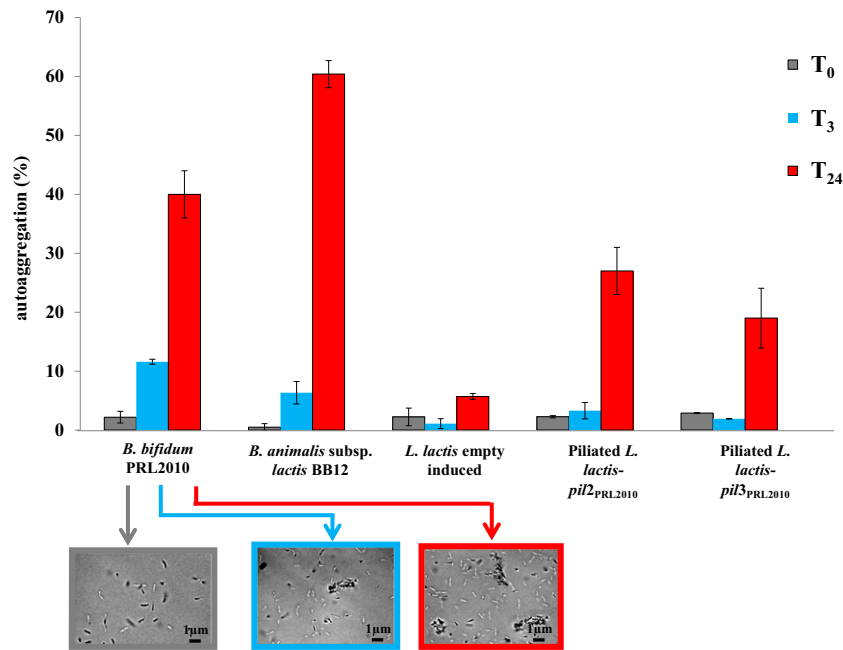 70
60
50
40
30
20
10
0
autoaggregation (%)
T0
T3
T24
B. bifidum
PRL2010
B. animalis subsp.
lactis BB12
L. lactis empty
induced
Piliated L.
lactis-
pil2PRL2010
Piliated L.
lactis-
pil3PRL2010
1µm
1µm
1µm